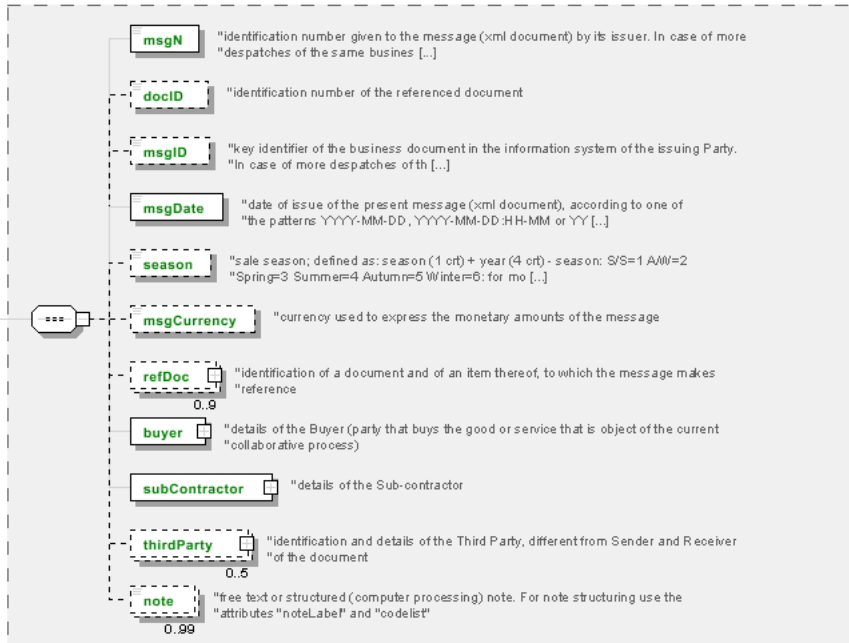 msgN
"identification number given to the message (xml document) by its issuer. In case of more
"despatches of the same busines [...]
docID
"identification number of the referenced document
msgID
"key identifier of the business document in the information system of the issuing Party.
"In case of more despatches of th [...]
msgDate
"date of issue of the present message (xml document), according to one of
"the patterns YYYY-MM-DD, YYYY-MM-DD:HH-MM or YY [...]
season
"sale season; defined as: season (1 crt) + year (4 crt) - season: S/S=1 A/W=2
"Spring=3 Summer=4 Autumn=5 Winter=6: for mo [...]
msgCurrency
"currency used to express the monetary amounts of the message
refDoc
"identification of a document and of an item thereof, to which the message makes
"reference
0..9
buyer
"details of the Buyer (party that buys the good or service that is object of the current
"collaborative process)
subContractor
"details of the Sub-contractor
thirdParty
"identification and details of the Third Party, different from Sender and Receiver
"of the document
0..5
note
"free text or structured (computer processing) note. For note structuring use the
"attributes "noteLabel" and "codelist"
0..99